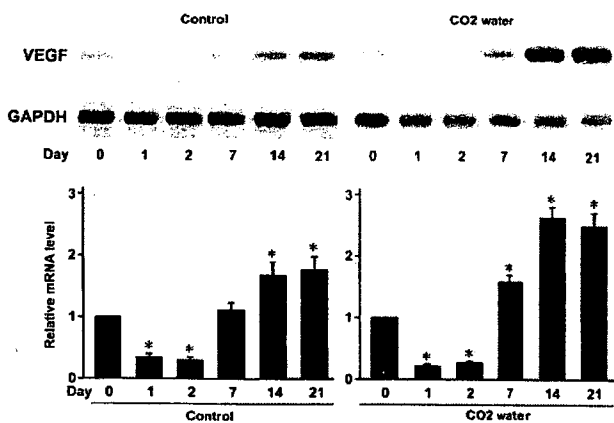 Control CO2 water
VEGF
GAPDH
Day 0 1 2 7 14 21 0 1 2 7 14 21
Relative mRNA level
3
2
1
0
* * * *
Day 0 1 2 7 14 21
Control
3
2
1
0
* * * * *
0 1 2 7 14 21
CO2 water